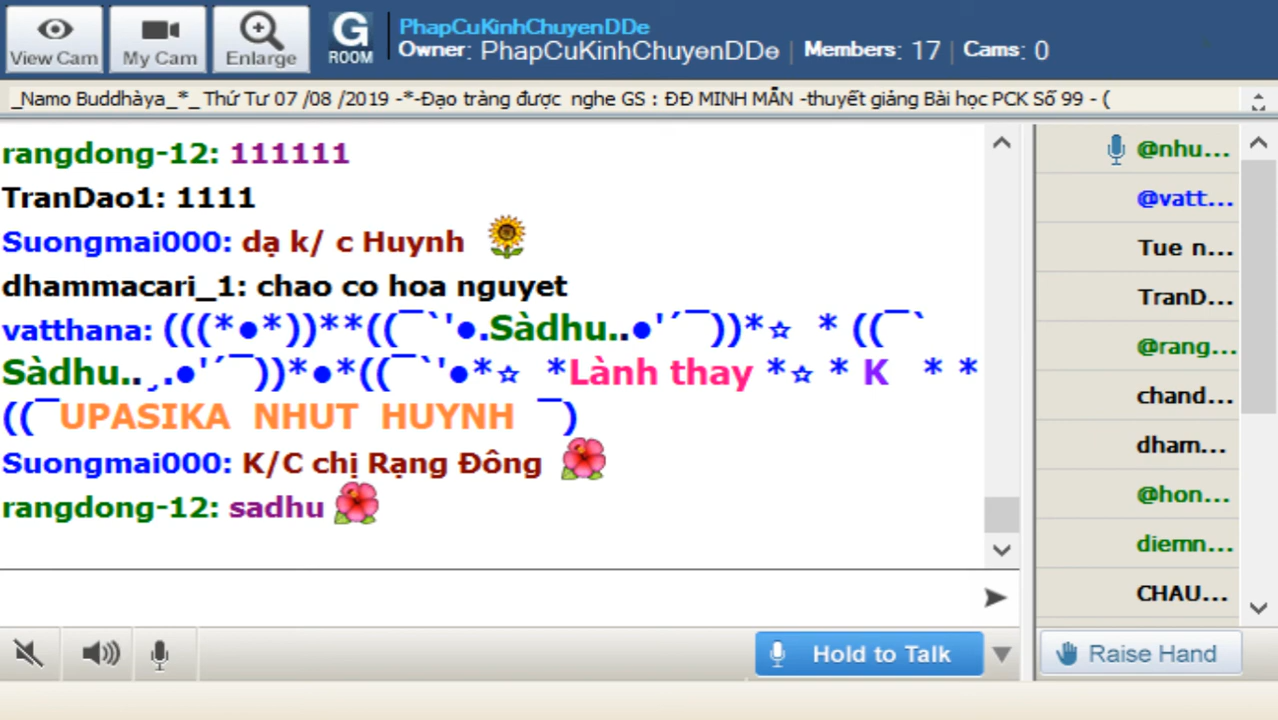 View Cam
My Cam
Enlarge
G
ROOM
PhapCuKinhChuyenDDe
Owner: PhapCuKinhChuyenDDe | Members: 17 | Cams: 0
_Namo Buddhàya_*_ Thứ Tư 07 /08 /2019 -*-Đạo tràng được nghe GS : ĐĐ MINH MẪN -thuyết giảng Bài học PCK Số 99 - (
rangdong-12: 111111
TranDao1: 1111
Suongmai000: dạ k/ c Huynh
dhammacari_1: chao co hoa nguyet
vatthana: (((*●*))**((¯`'●.Sàdhu..●'´¯))*☆ * ((¯`
Sàdhu..¸.●'´¯))*●*((¯`'●*☆ *Lành thay *☆ * K * *
((¯UPASIKA NHUT HUYNH ¯)
Suongmai000: K/C chị Rạng Đông
rangdong-12: sadhu
@nhu...
@vatt...
Tue n...
TranD...
@rang...
chand...
dham...
@hon...
diemn...
CHAU...
Hold to Talk
Raise Hand